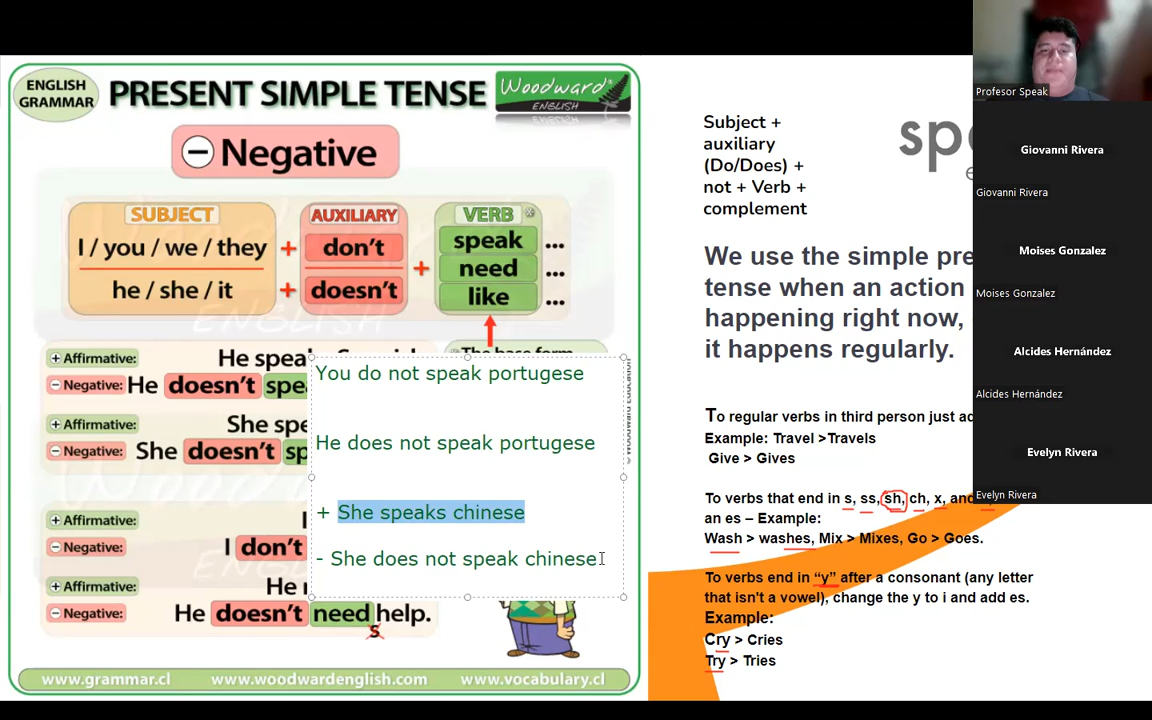 ENGLISH
GRAMMAR
PRESENT SIMPLE TENSE
Woodward
ENGLISH
− Negative
SUBJECT
AUXILIARY
VERB
I / you / we / they + don't + speak ...
need ...
he / she / it + doesn't like ...
+ Affirmative: He
− Negative: He doesn't
+ Affirmative: She
− Negative: She doesn't
+ Affirmative:
− Negative: I don't
+ Affirmative: He
− Negative: He doesn't need help.
s
You do not speak portugese
He does not speak portugese
+ She speaks chinese
- She does not speak chinese
www.grammar.cl
www.woodwardenglish.com
www.vocabulary.cl
Subject +
auxiliary
(Do/Does) +
not + Verb +
complement
We use the simple
tense when an action
happening right now,
it happens regularly.
To regular verbs in third person just
Example: Travel >Travels
Give > Gives
To verbs that end in s, ss, sh, ch, x, and
an es – Example:
Wash > washes, Mix > Mixes, Go > Goes.
To verbs end in “y” after a consonant (any letter
that isn't a vowel), change the y to i and add es.
Example:
Cry > Cries
Try > Tries
Profesor Speak
Giovanni Rivera
Giovanni Rivera
Moises Gonzalez
Moises Gonzalez
Alcides Hernández
Alcides Hernández
Evelyn Rivera
Evelyn Rivera